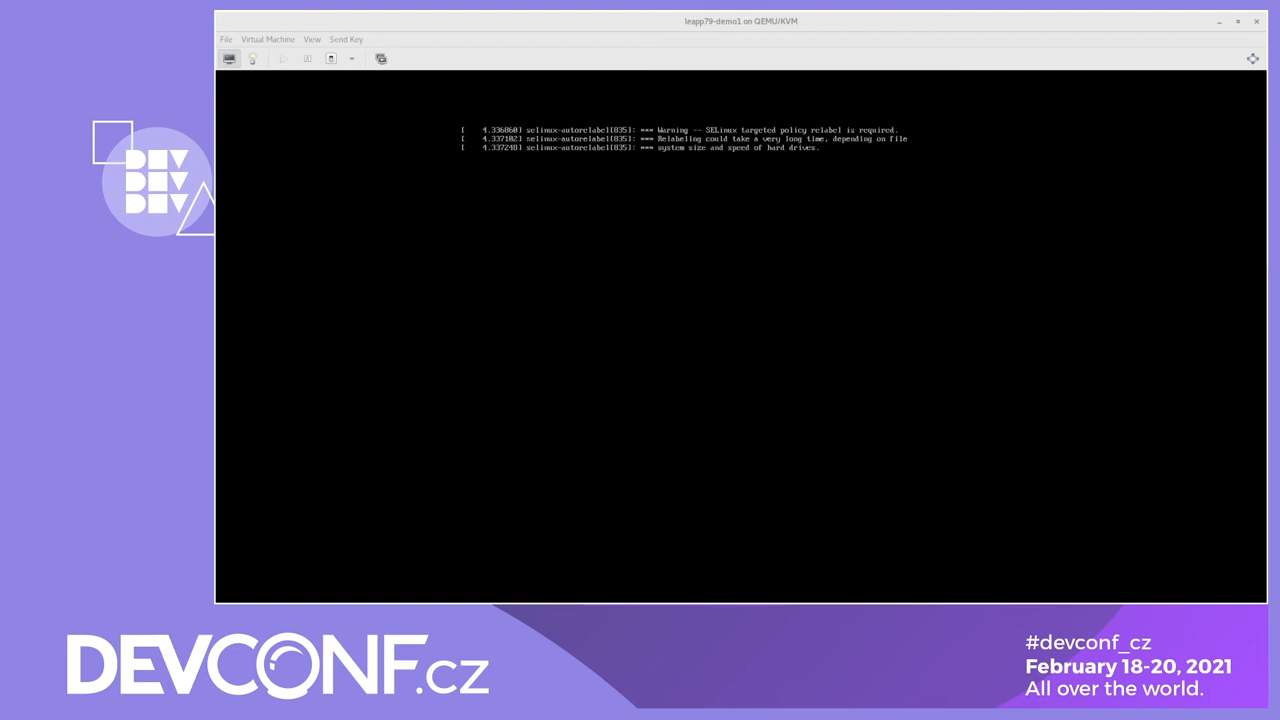 leapp79-demo1 on QEMU/KVM
File Virtual Machine View Send Key
[ 4.336860] selinux-autorelabel[835]: *** Warning -- SELinux targeted policy relabel is required.
[ 4.337102] selinux-autorelabel[835]: *** Relabeling could take a very long time, depending on file
[ 4.337248] selinux-autorelabel[835]: *** system size and speed of hard drives.
DEV
DEV
DEV
DEVCONF.cz
#devconf_cz
February 18-20, 2021
All over the world.